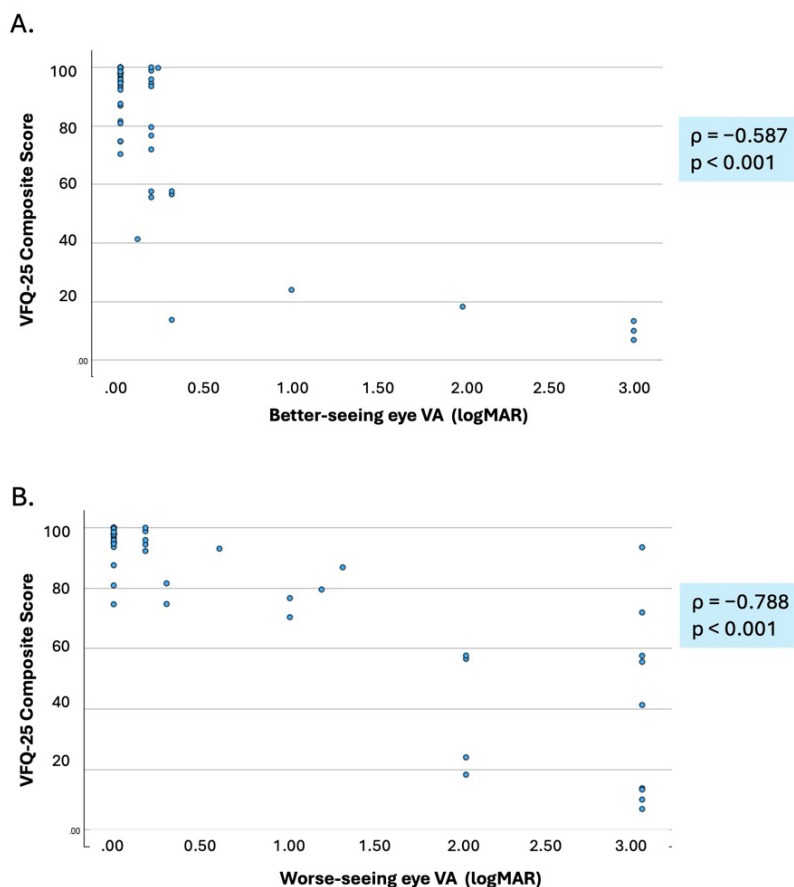 A.
VFQ-25 Composite Score
100
80
60
40
20
.00
.00 0.50 1.00 1.50 2.00 2.50 3.00
Better-seeing eye VA (logMAR)
ρ = −0.587
p < 0.001
B.
VFQ-25 Composite Score
100
80
60
40
20
.00
.00 0.50 1.00 1.50 2.00 2.50 3.00
Worse-seeing eye VA (logMAR)
ρ = −0.788
p < 0.001